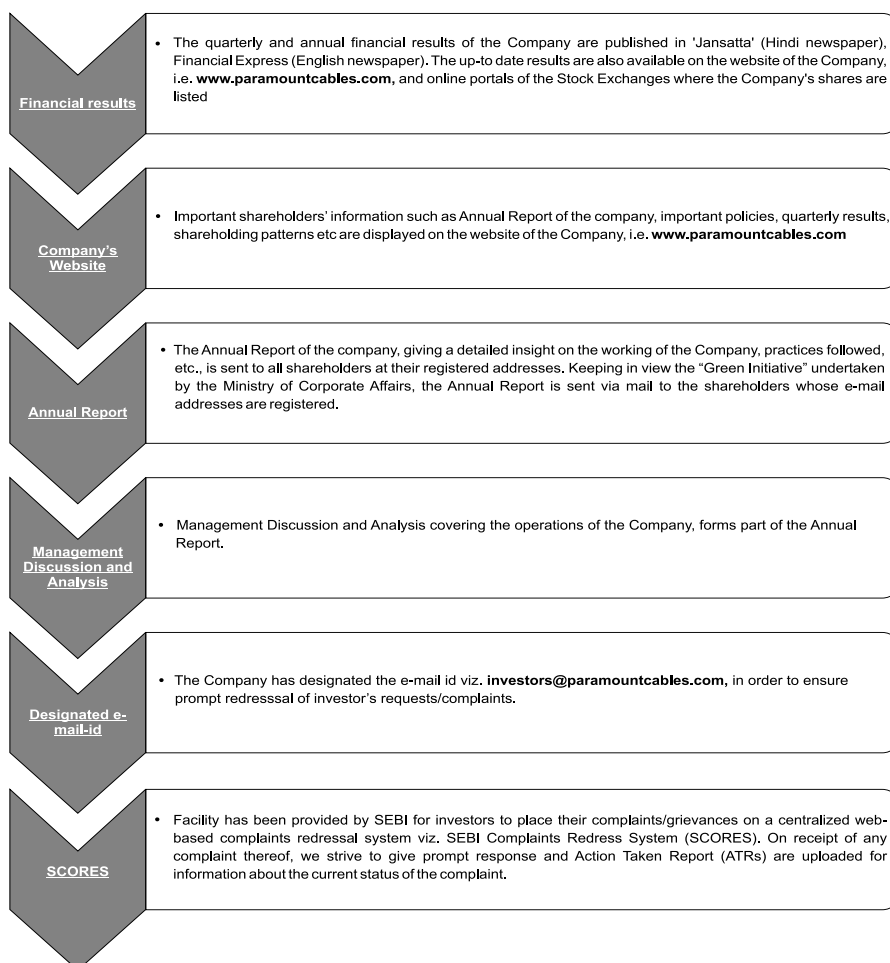 Financial results
• The quarterly and annual financial results of the Company are published in 'Jansatta' (Hindi newspaper),
Financial Express (English newspaper). The up-to date results are also available on the website of the Company,
i.e. www.paramountcables.com, and online portals of the Stock Exchanges where the Company's shares are
listed
Company's
Website
• Important shareholders' information such as Annual Report of the company, important policies, quarterly results,
shareholding patterns etc are displayed on the website of the Company, i.e. www.paramountcables.com
Annual Report
• The Annual Report of the company, giving a detailed insight on the working of the Company, practices followed,
etc., is sent to all shareholders at their registered addresses. Keeping in view the “Green Initiative” undertaken
by the Ministry of Corporate Affairs, the Annual Report is sent via mail to the shareholders whose e-mail
addresses are registered.
Management
Discussion and
Analysis
• Management Discussion and Analysis covering the operations of the Company, forms part of the Annual
Report.
Designated e-
mail-id
• The Company has designated the e-mail id viz. investors@paramountcables.com, in order to ensure
prompt redresssal of investor's requests/complaints.
SCORES
• Facility has been provided by SEBI for investors to place their complaints/grievances on a centralized web-
based complaints redressal system viz. SEBI Complaints Redress System (SCORES). On receipt of any
complaint thereof, we strive to give prompt response and Action Taken Report (ATRs) are uploaded for
information about the current status of the complaint.